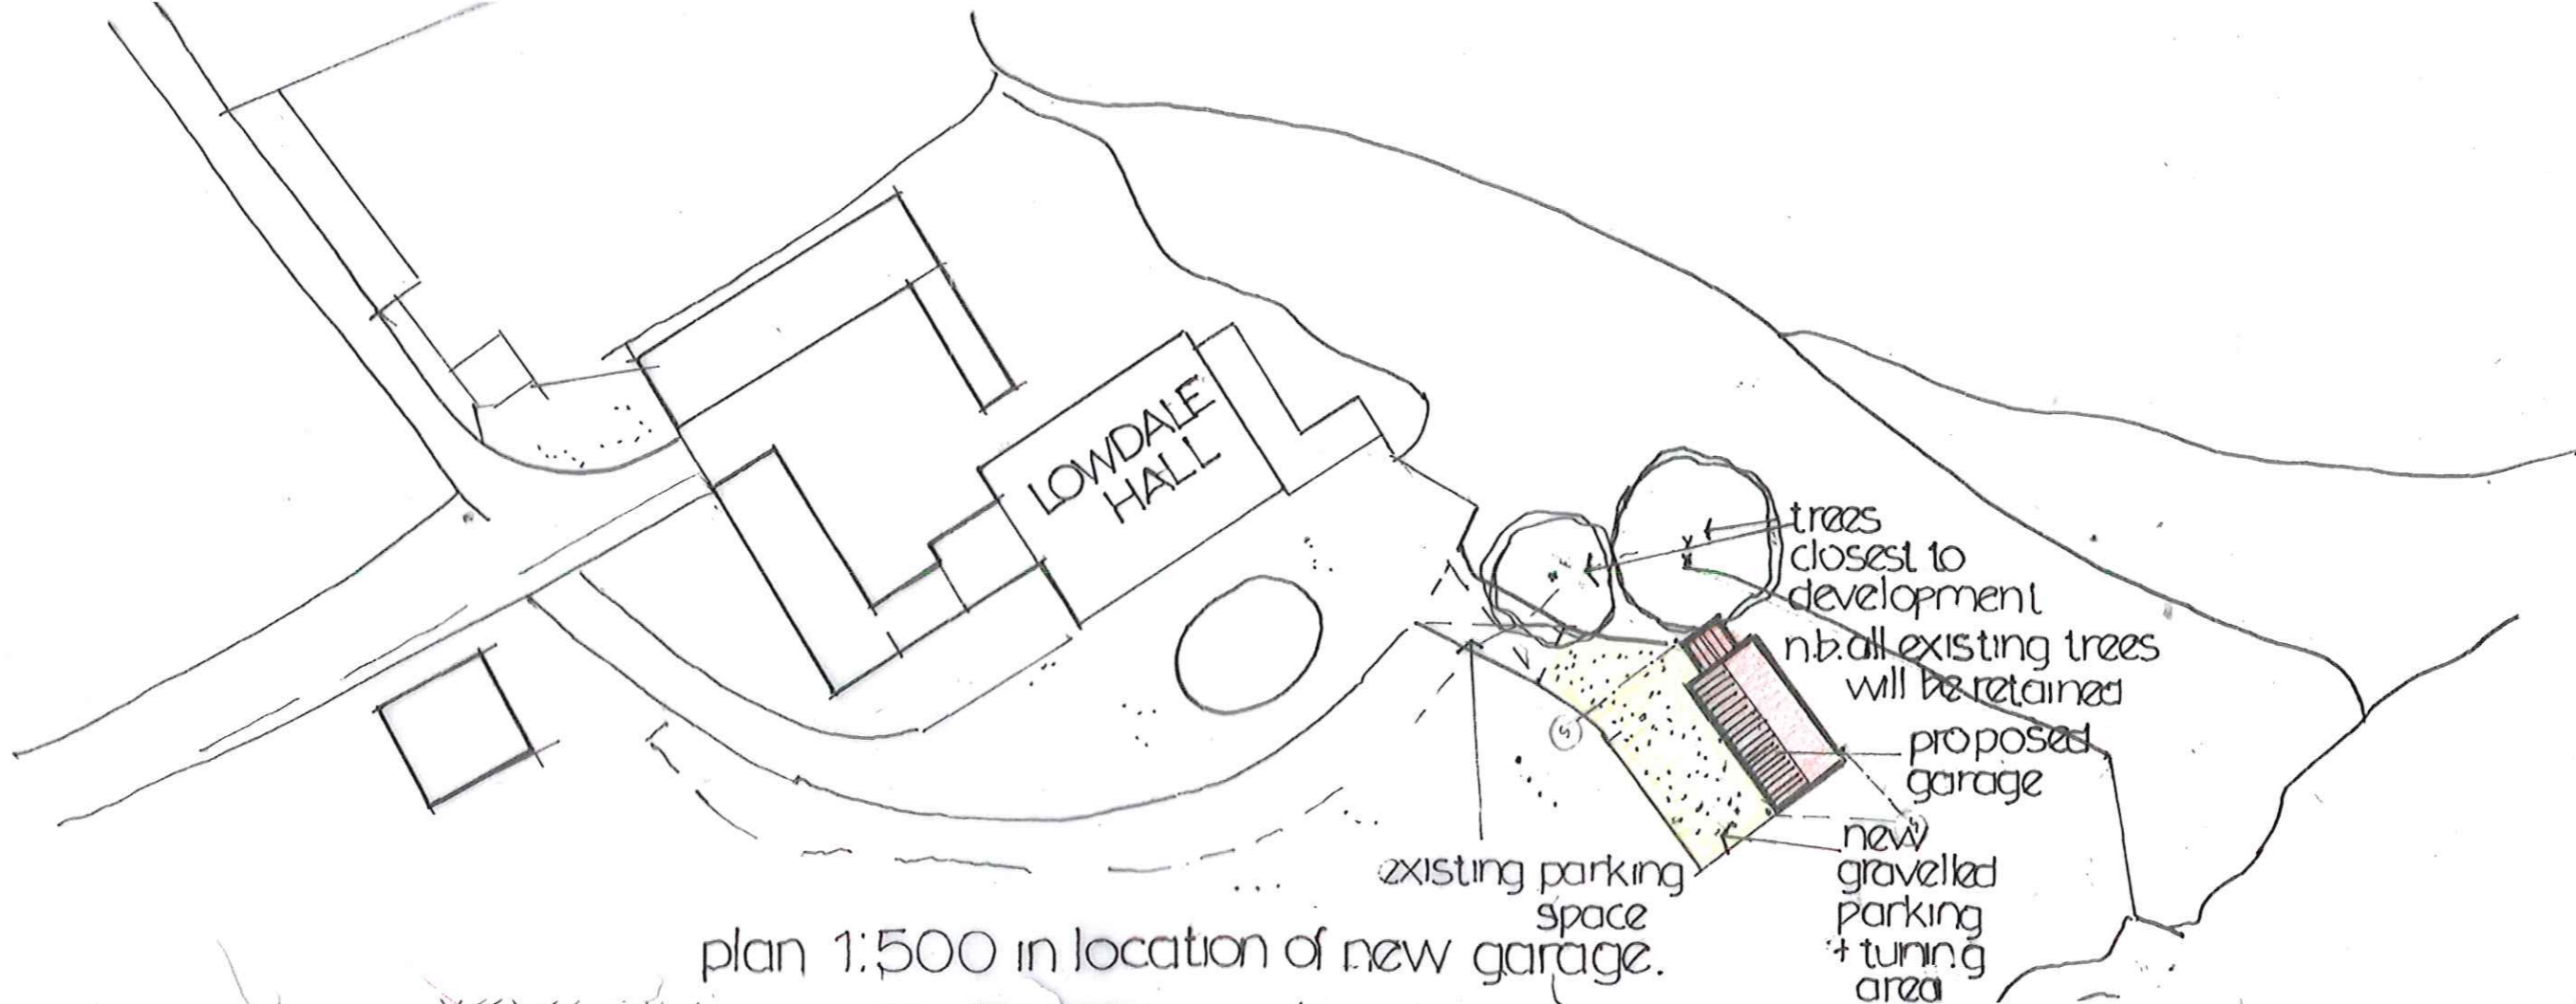 LOWDALE
HALL
trees
closest to
development
n.b. all existing trees
will be retained
proposed
garage
new
gravelled
parking
+ tuning
area
existing parking
space
plan 1:500 in location of new garage.